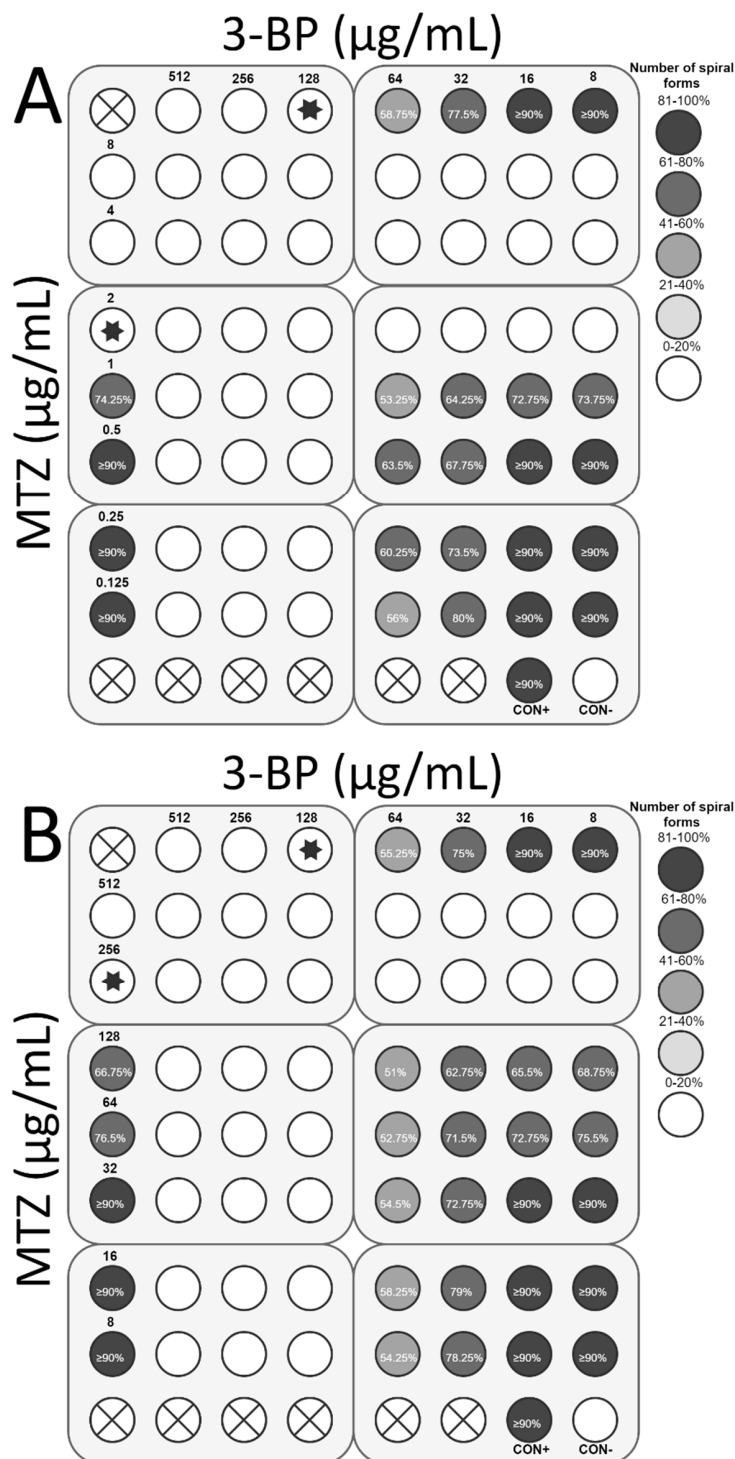 3-BP (µg/mL)
A
512 256 128 64 32 16 8
Number of spiral
forms
81-100%
61-80%
41-60%
21-40%
0-20%
58.75% 77.5% ≥90% ≥90%
8
4
MTZ (µg/mL)
2
1
74.25% 53.25% 64.25% 72.75% 73.75%
0.5
≥90% 63.5% 67.75% ≥90% ≥90%
0.25
≥90% 60.25% 73.5% ≥90% ≥90%
0.125
≥90% 56% 80% ≥90% ≥90%
≥90%
CON+ CON-
3-BP (µg/mL)
B
512 256 128 64 32 16 8
Number of spiral
forms
81-100%
61-80%
41-60%
21-40%
0-20%
55.25% 75% ≥90% ≥90%
512
256
MTZ (µg/mL)
128
66.75% 51% 62.75% 65.5% 68.75%
64
76.5% 52.75% 71.5% 72.75% 75.5%
32
≥90% 54.5% 72.75% ≥90% ≥90%
16
≥90% 58.25% 79% ≥90% ≥90%
8
≥90% 54.25% 78.25% ≥90% ≥90%
≥90%
CON+ CON-